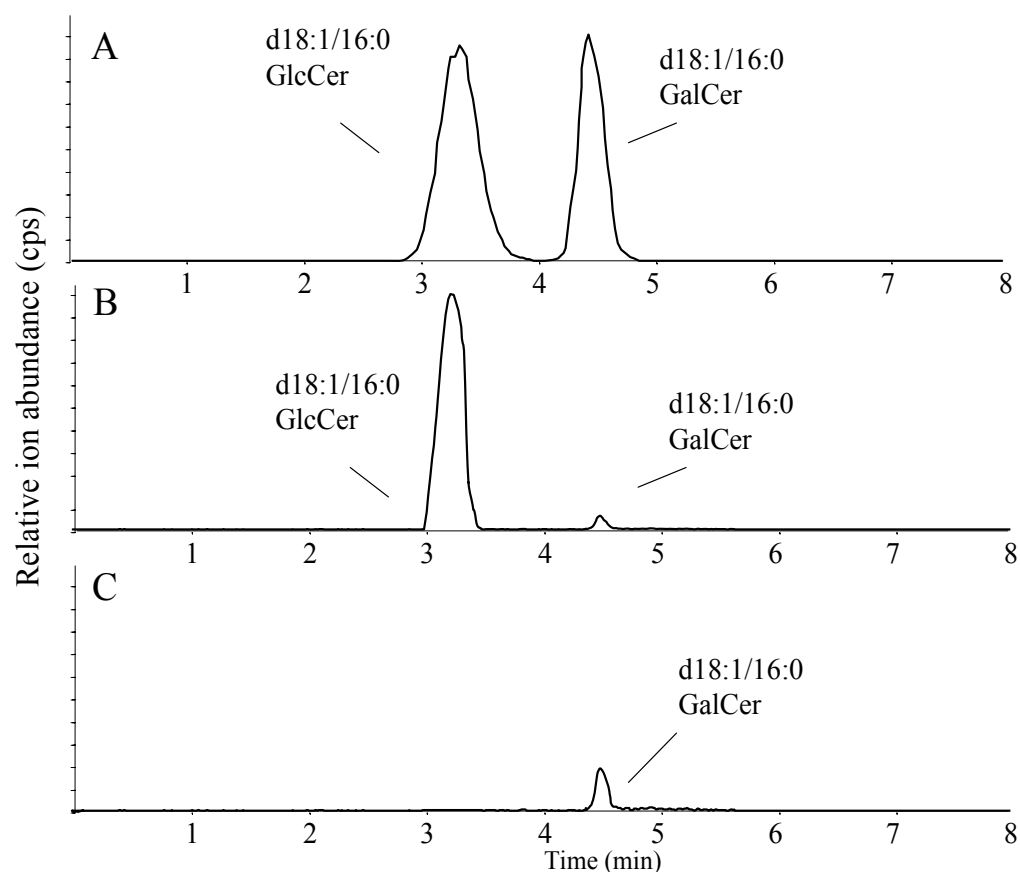 A
d18:1/16:0
GlcCer
d18:1/16:0
GalCer
1 2 3 4 5 6 7 8
B
d18:1/16:0
GlcCer
d18:1/16:0
GalCer
1 2 3 4 5 6 7 8
C
d18:1/16:0
GalCer
1 2 3 4 5 6 7 8
Time (min)
Relative ion abundance (cps)